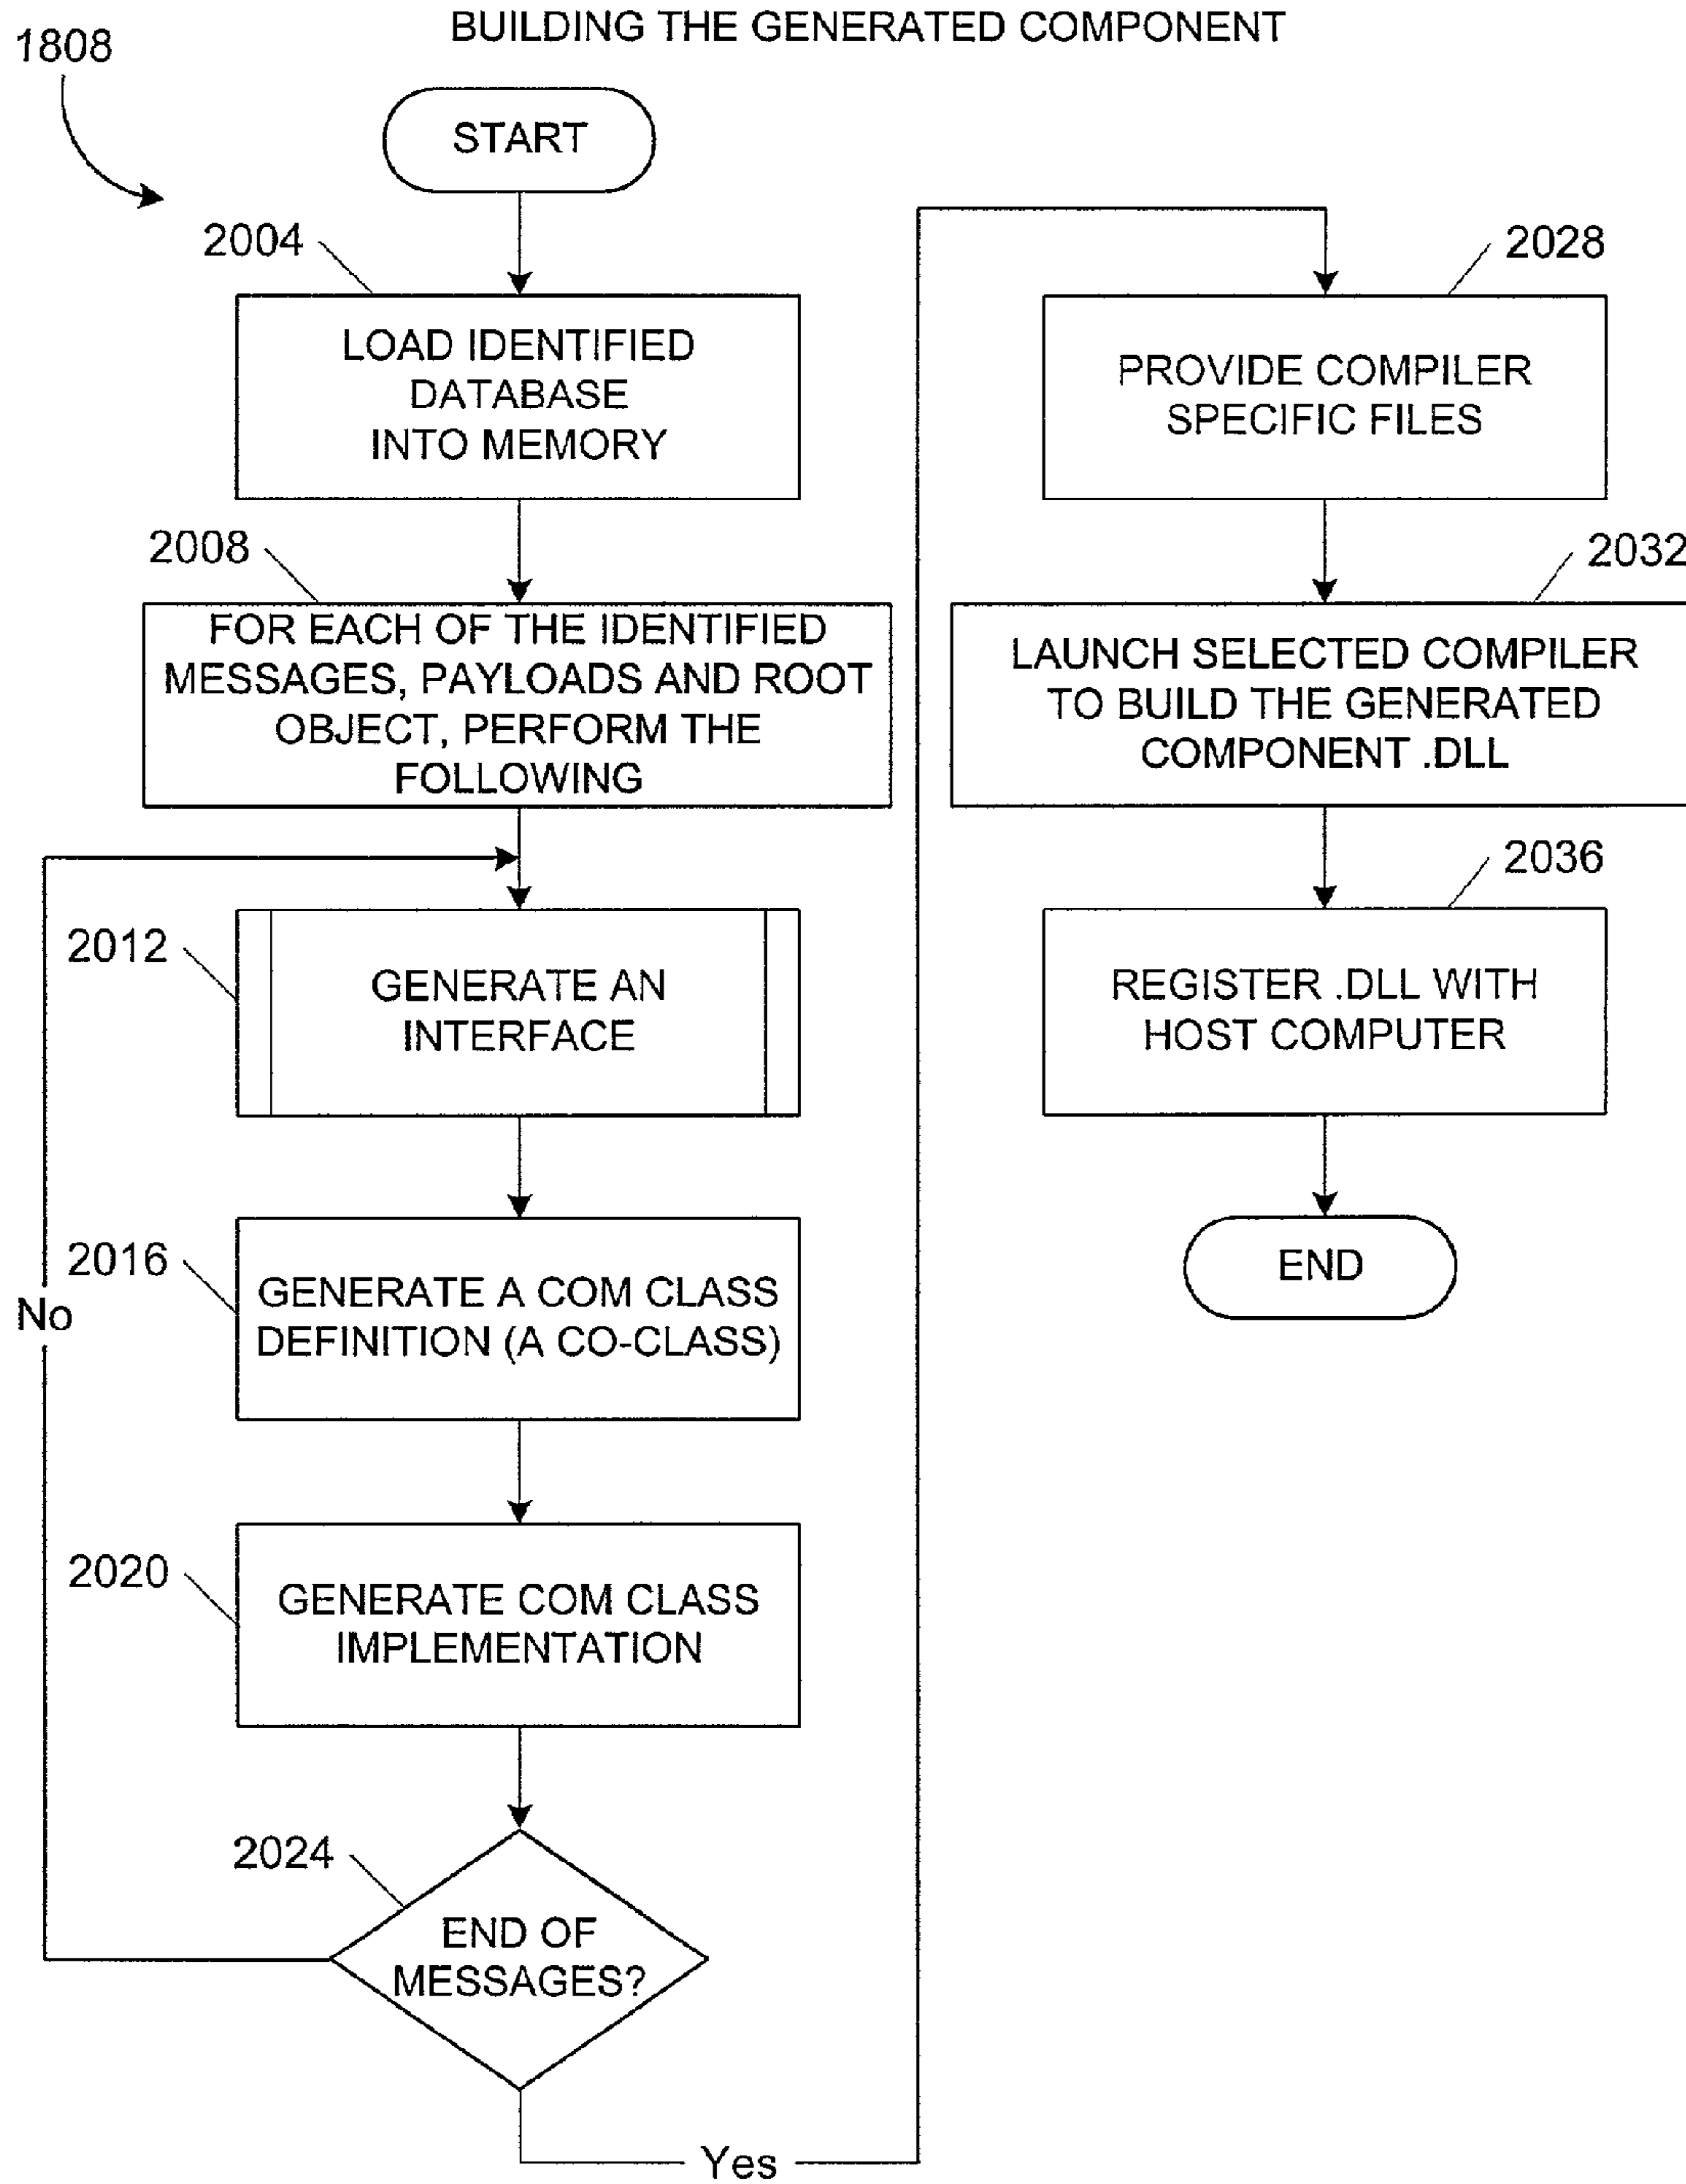 BUILDING THE GENERATED COMPONENT
1808
START
2004
LOAD IDENTIFIED
DATABASE
INTO MEMORY
2008
FOR EACH OF THE IDENTIFIED
MESSAGES, PAYLOADS AND ROOT
OBJECT, PERFORM THE
FOLLOWING
2012
GENERATE AN
INTERFACE
2016
GENERATE A COM CLASS
DEFINITION (A CO-CLASS)
No
2020
GENERATE COM CLASS
IMPLEMENTATION
2024
END OF
MESSAGES?
Yes
2028
PROVIDE COMPILER
SPECIFIC FILES
2032
LAUNCH SELECTED COMPILER
TO BUILD THE GENERATED
COMPONENT .DLL
2036
REGISTER .DLL WITH
HOST COMPUTER
END